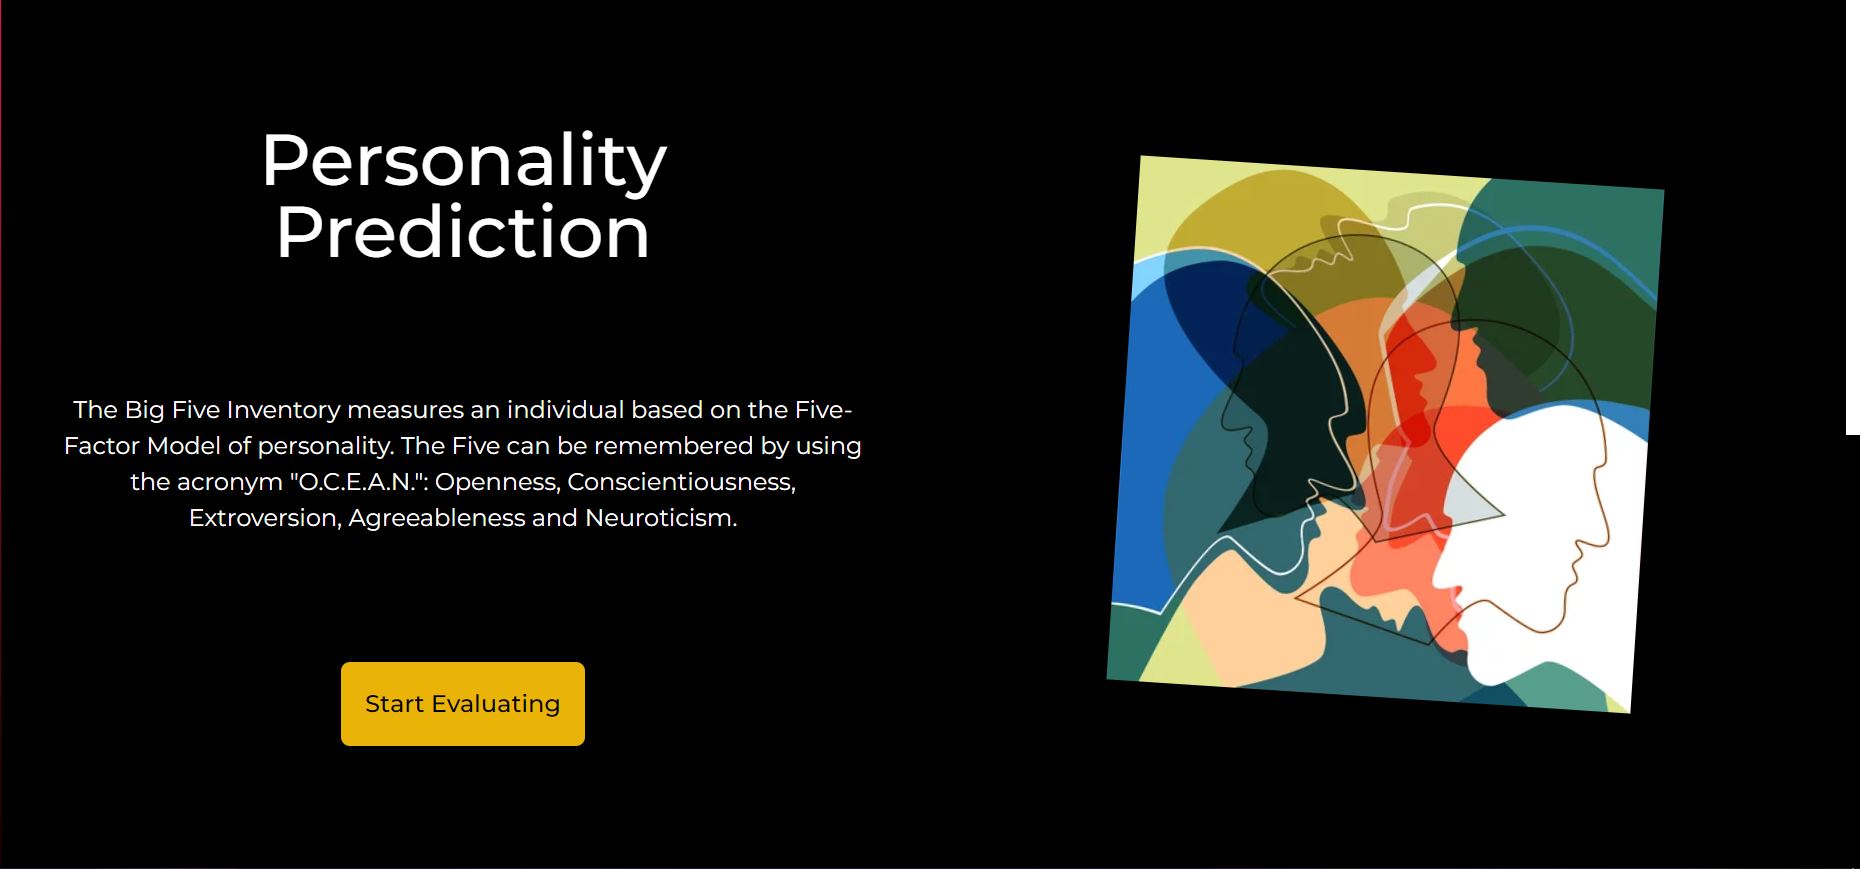 Personality
Prediction
The Big Five Inventory measures an individual based on the Five-
Factor Model of personality. The Five can be remembered by using
the acronym "O.C.E.A.N.": Openness, Conscientiousness,
Extroversion, Agreeableness and Neuroticism.
Start Evaluating